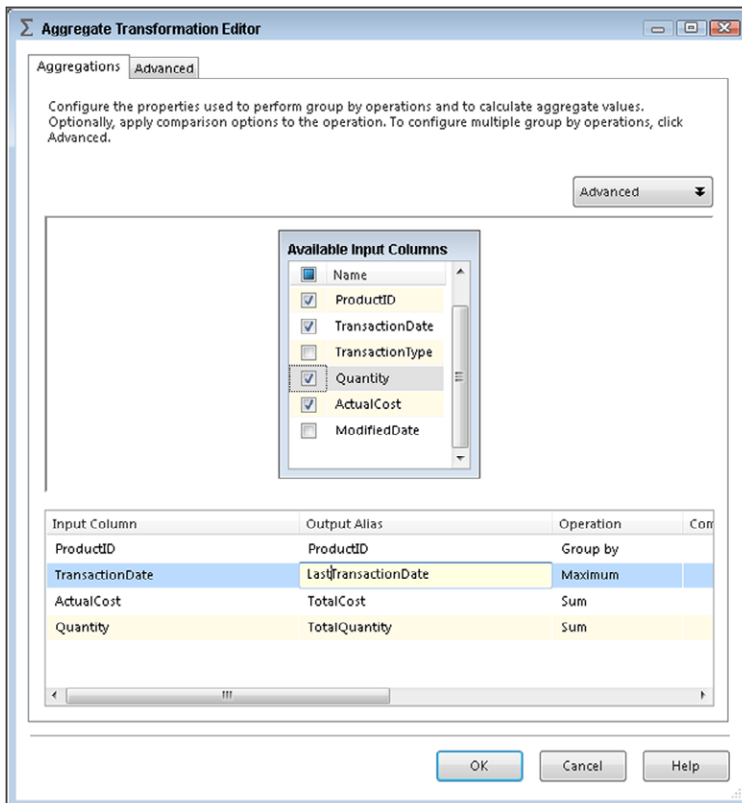 Σ Aggregate Transformation Editor
Aggregations Advanced
Configure the properties used to perform group by operations and to calculate aggregate values.
Optionally, apply comparison options to the operation. To configure multiple group by operations, click
Advanced.
Advanced
Available Input Columns
Name
ProductID
TransactionDate
TransactionType
Quantity
ActualCost
ModifiedDate
Input Column Output Alias Operation Com
ProductID ProductID Group by
TransactionDate LastTransactionDate Maximum
ActualCost TotalCost Sum
Quantity TotalQuantity Sum
OK Cancel Help